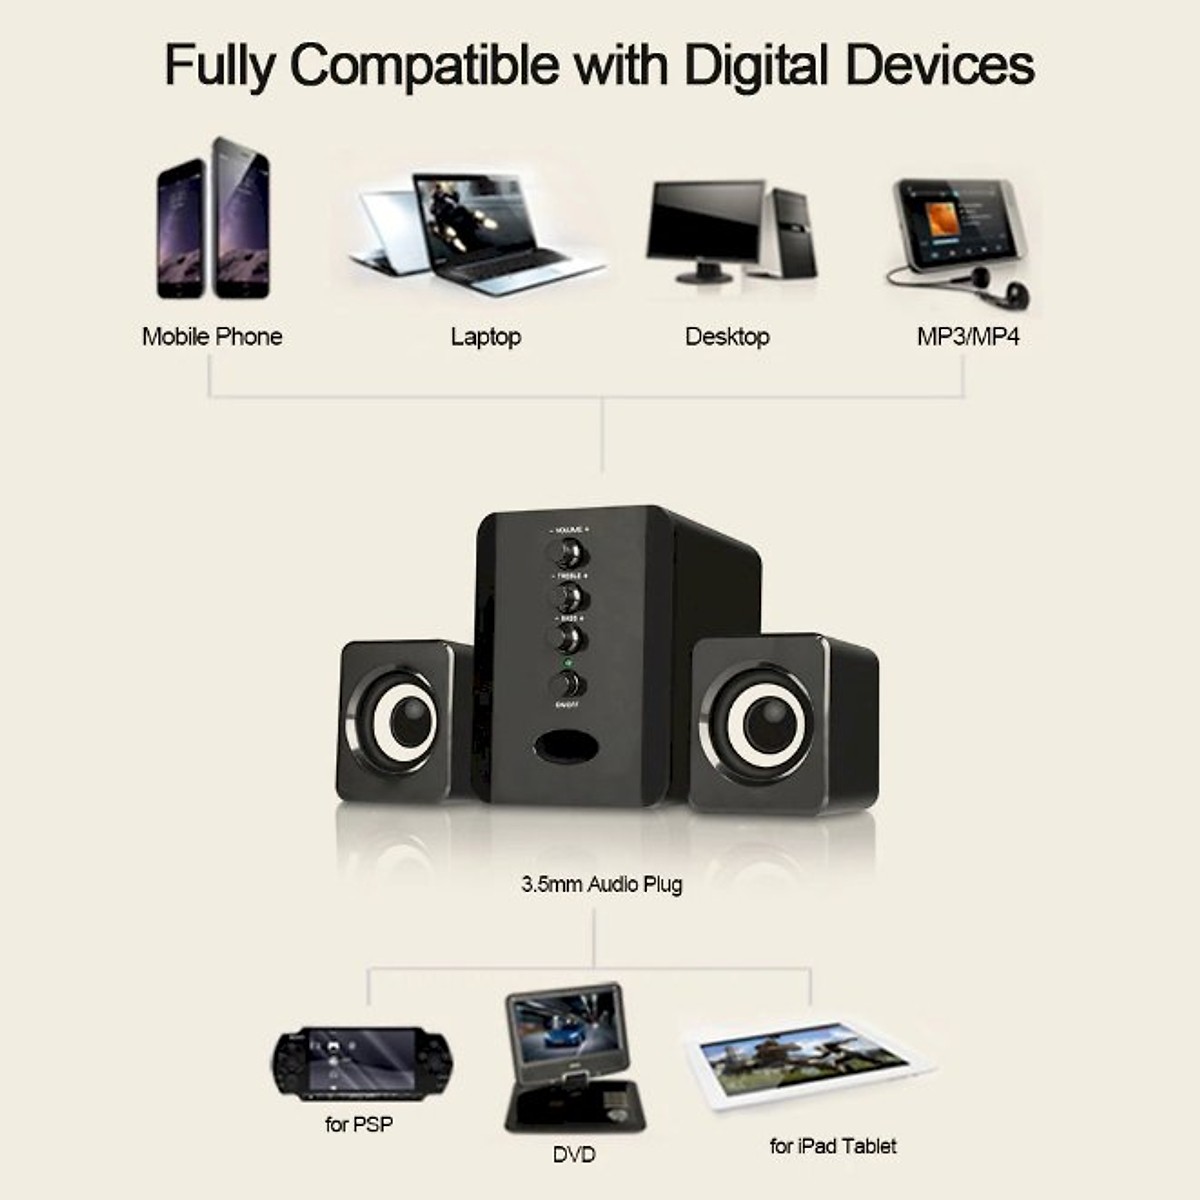 Fully Compatible with Digital Devices
Mobile Phone
Laptop
Desktop
MP3/MP4
- VOLUME +
- TREBLE +
- BASS +
ON/OFF
3.5mm Audio Plug
for PSP
DVD
for iPad Tablet